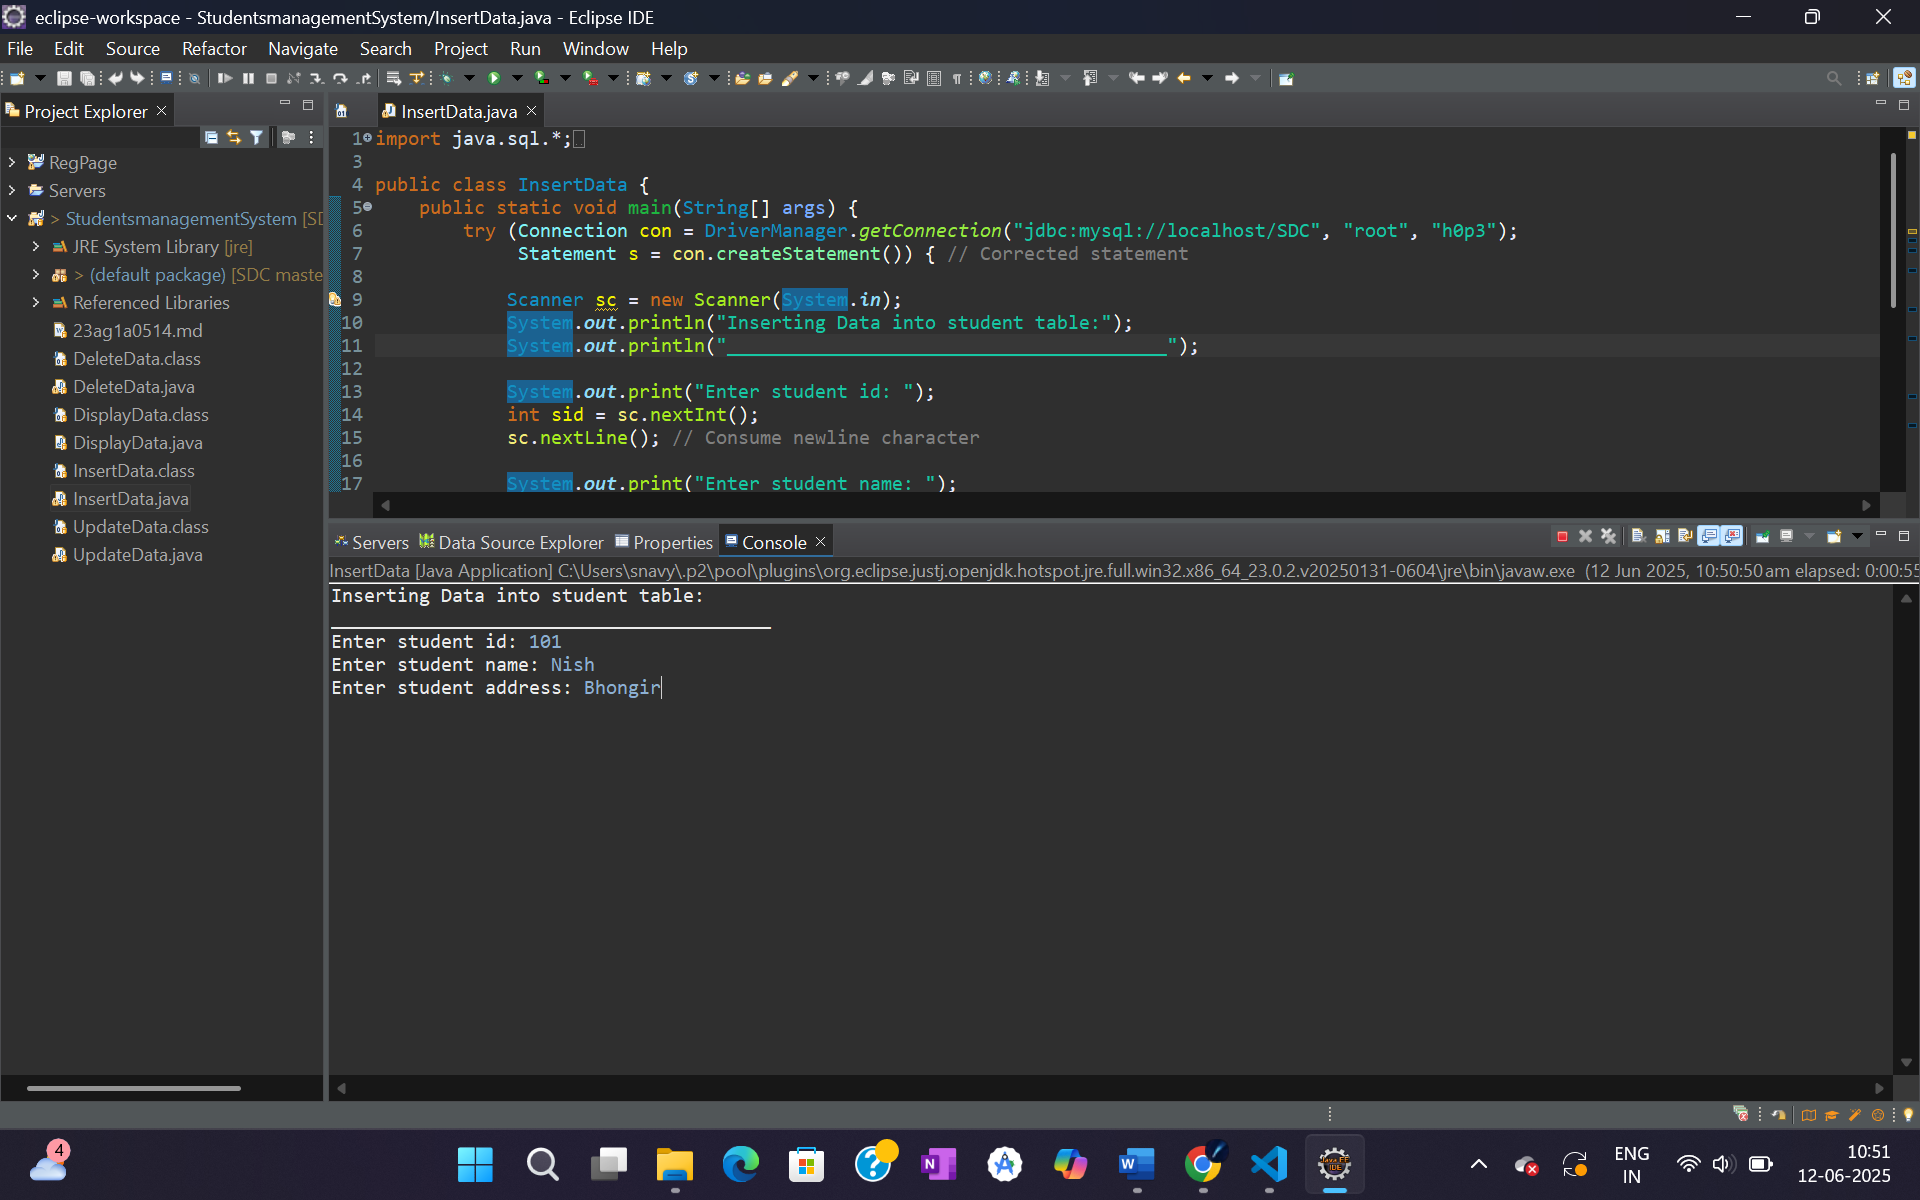 eclipse-workspace - StudentsmanagementSystem/InsertData.java - Eclipse IDE
File Edit Source Refactor Navigate Search Project Run Window Help
Project Explorer
RegPage
Servers
> StudentsmanagementSystem [SD
JRE System Library [jre]
> (default package) [SDC maste
Referenced Libraries
23ag1a0514.md
DeleteData.class
DeleteData.java
DisplayData.class
DisplayData.java
InsertData.class
InsertData.java
UpdateData.class
UpdateData.java
InsertData.java
1 import java.sql.*;
3
4 public class InsertData {
5 public static void main(String[] args) {
6 try (Connection con = DriverManager.getConnection("jdbc:mysql://localhost/SDC", "root", "h0p3");
7 Statement s = con.createStatement()) { // Corrected statement
8
9 Scanner sc = new Scanner(System.in);
10 System.out.println("Inserting Data into student table:");
11 System.out.println("________________________________________");
12
13 System.out.print("Enter student id: ");
14 int sid = sc.nextInt();
15 sc.nextLine(); // Consume newline character
16
17 System.out.print("Enter student name: ");
Servers Data Source Explorer Properties Console
InsertData [Java Application] C:\Users\snavy\.p2\pool\plugins\org.eclipse.justj.openjdk.hotspot.jre.full.win32.x86_64_23.0.2.v20250131-0604\jre\bin\javaw.exe (12 Jun 2025, 10:50:50 am elapsed: 0:00:55
Inserting Data into student table:
________________________________________
Enter student id: 101
Enter student name: Nish
Enter student address: Bhongir
4
ENG
IN
10:51
12-06-2025